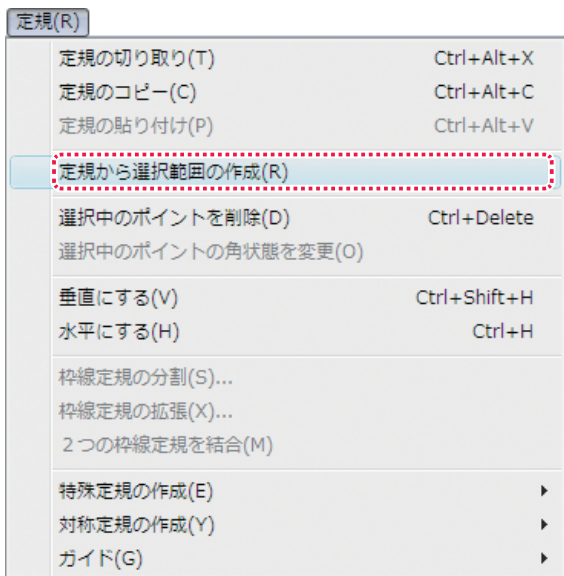 定規(R)
定規の切り取り(T) Ctrl+Alt+X
定規のコピー(C) Ctrl+Alt+C
定規の貼り付け(P) Ctrl+Alt+V
定規から選択範囲の作成(R)
選択中のポイントを削除(D) Ctrl+Delete
選択中のポイントの角状態を変更(O)
垂直にする(V) Ctrl+Shift+H
水平にする(H) Ctrl+H
枠線定規の分割(S)...
枠線定規の拡張(X)...
２つの枠線定規を結合(M)
特殊定規の作成(E)
対称定規の作成(Y)
ガイド(G)